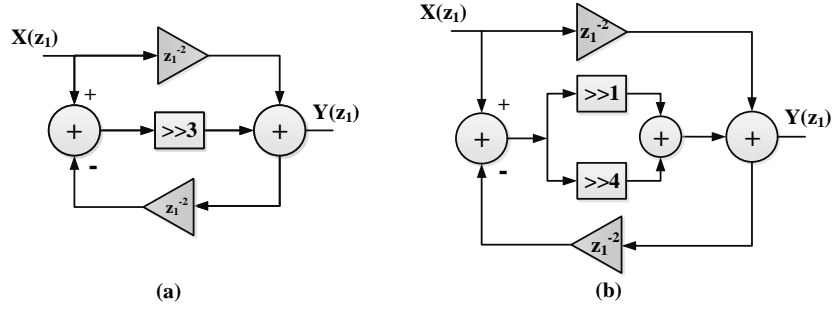 X(z₁)
z₁⁻²
+
+
>>3
+
Y(z₁)
-
z₁⁻²
(a)
X(z₁)
z₁⁻²
+
>>1
Y(z₁)
+
+
+
-
>>4
z₁⁻²
(b)